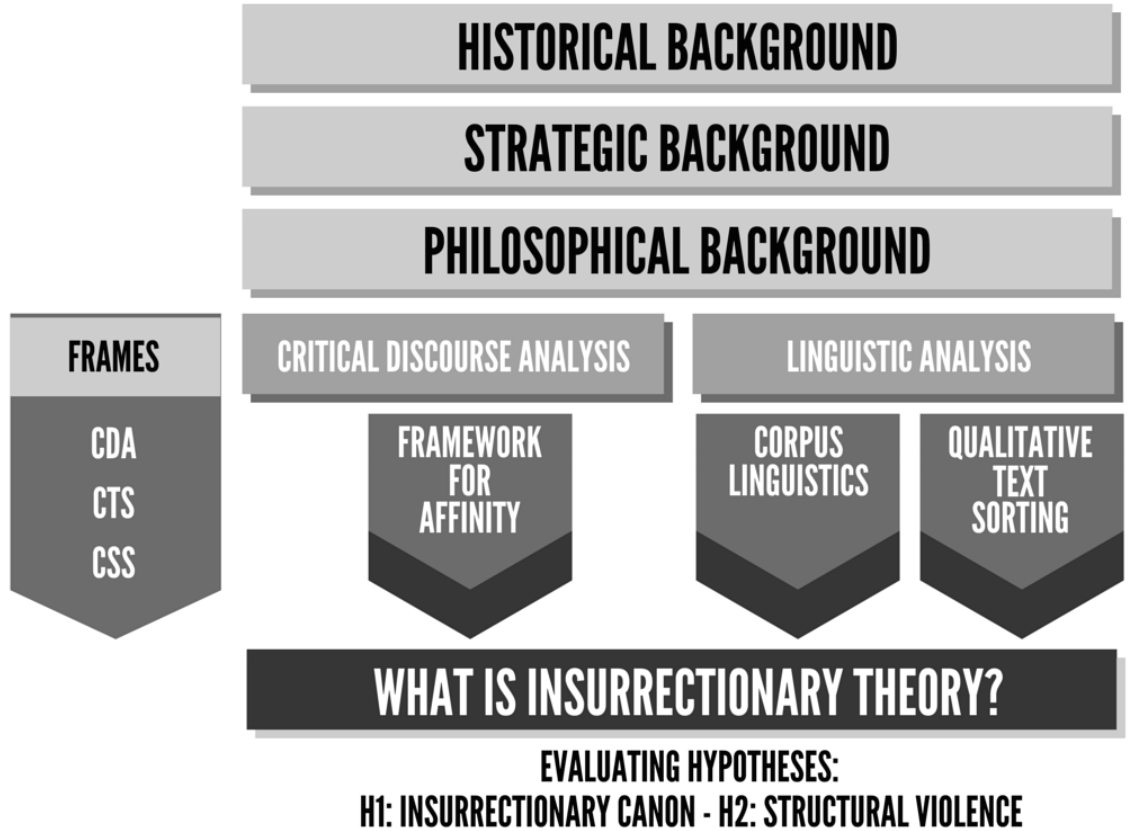 HISTORICAL BACKGROUND
STRATEGIC BACKGROUND
PHILOSOPHICAL BACKGROUND
FRAMES
CDA
CTS
CSS
CRITICAL DISCOURSE ANALYSIS
FRAMEWORK
FOR
AFFINITY
LINGUISTIC ANALYSIS
CORPUS
LINGUISTICS
QUALITATIVE
TEXT
SORTING
WHAT IS INSURRECTIONARY THEORY?
EVALUATING HYPOTHESES:
H1: INSURRECTIONARY CANON - H2: STRUCTURAL VIOLENCE